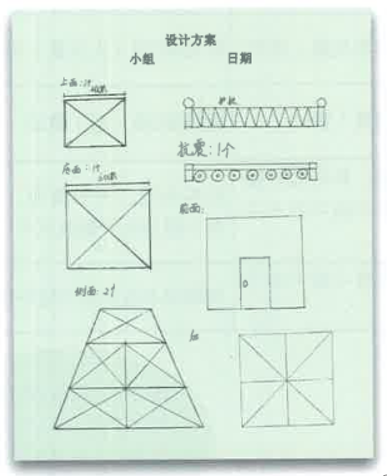 设计方案
小组 日期
上面:1个
护栏
抗震:1个
底面:1个
前面:
侧面:2个